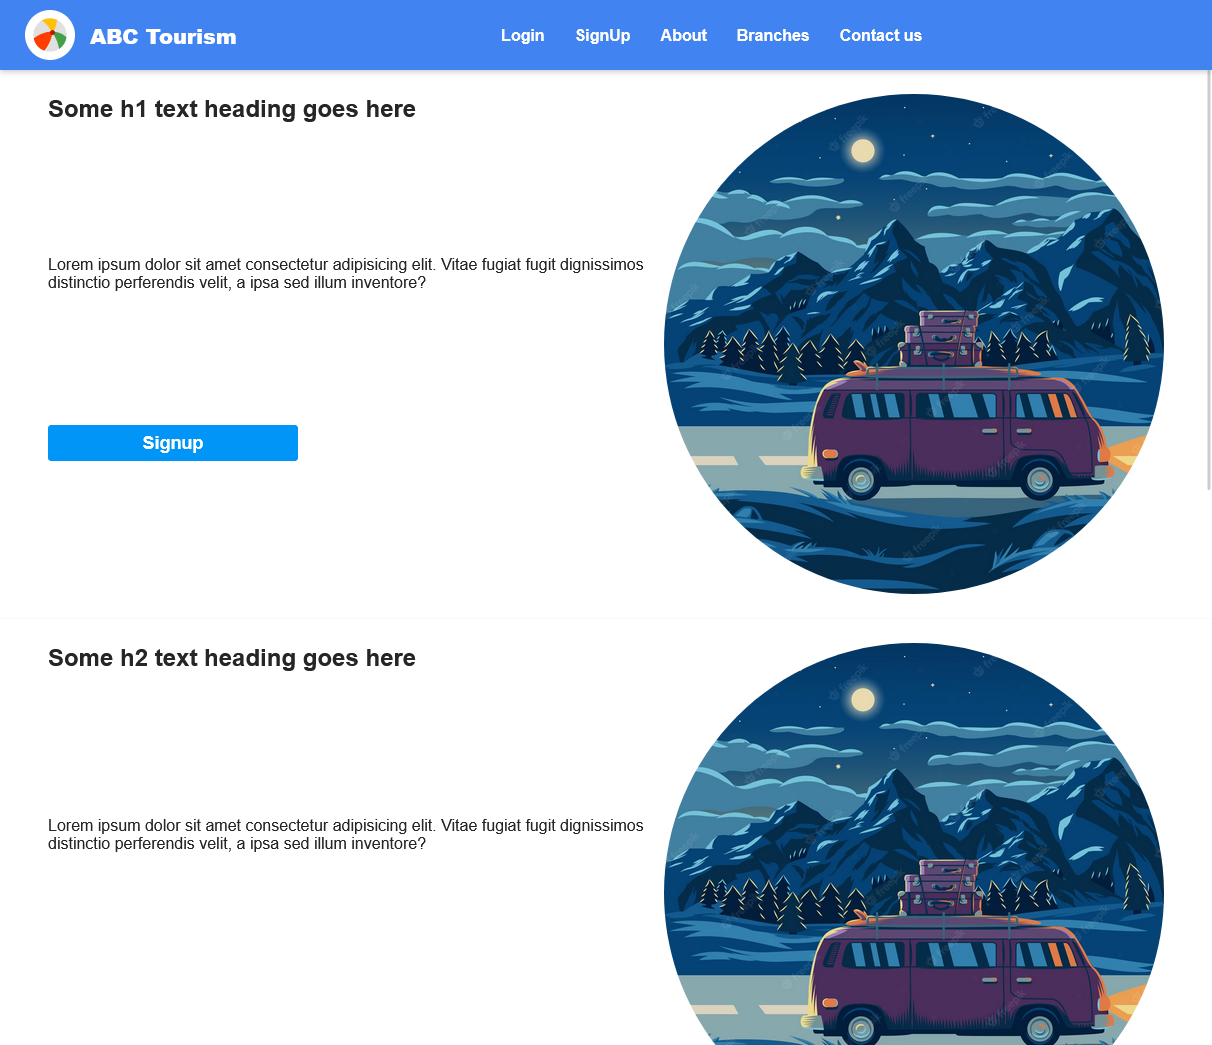 ABC Tourism
Login SignUp About Branches Contact us
Some h1 text heading goes here
Lorem ipsum dolor sit amet consectetur adipisicing elit. Vitae fugiat fugit dignissimos
distinctio perferendis velit, a ipsa sed illum inventore?
Signup
Some h2 text heading goes here
Lorem ipsum dolor sit amet consectetur adipisicing elit. Vitae fugiat fugit dignissimos
distinctio perferendis velit, a ipsa sed illum inventore?